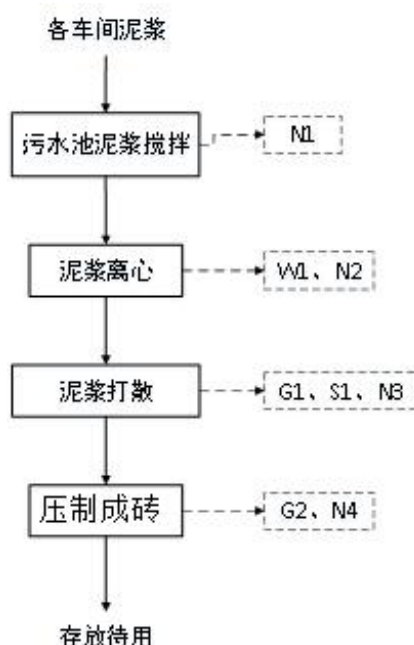 各车间泥浆
污水池泥浆搅拌
N1
泥浆离心
W1、N2
泥浆打散
G1、S1、N3
压制成砖
G2、N4
存放待用